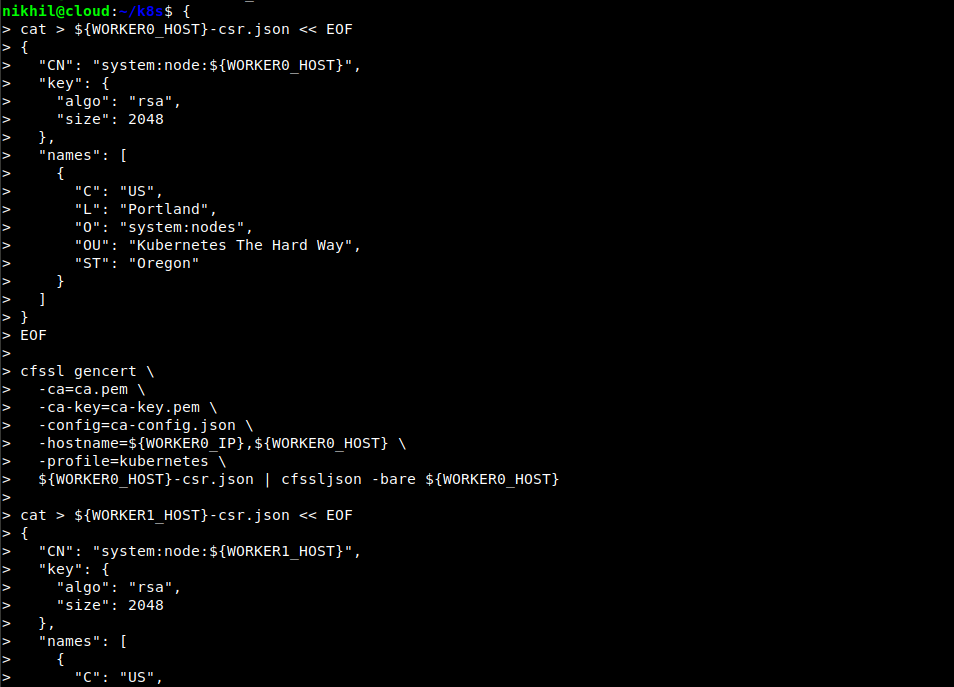 nikhil@cloud:~/k8s$ {
> cat > ${WORKER0_HOST}-csr.json << EOF
> {
>   "CN": "system:node:${WORKER0_HOST}",
>   "key": {
>     "algo": "rsa",
>     "size": 2048
>   },
>   "names": [
>     {
>       "C": "US",
>       "L": "Portland",
>       "O": "system:nodes",
>       "OU": "Kubernetes The Hard Way",
>       "ST": "Oregon"
>     }
>   ]
> }
> EOF
>
> cfssl gencert \
>   -ca=ca.pem \
>   -ca-key=ca-key.pem \
>   -config=ca-config.json \
>   -hostname=${WORKER0_IP},${WORKER0_HOST} \
>   -profile=kubernetes \
>   ${WORKER0_HOST}-csr.json | cfssljson -bare ${WORKER0_HOST}
>
> cat > ${WORKER1_HOST}-csr.json << EOF
> {
>   "CN": "system:node:${WORKER1_HOST}",
>   "key": {
>     "algo": "rsa",
>     "size": 2048
>   },
>   "names": [
>     {
>       "C": "US",